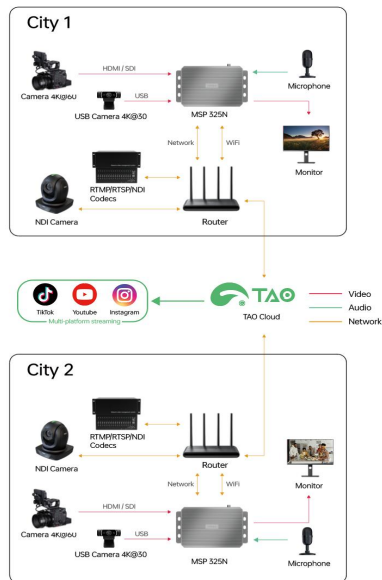 City 1
HDMI / SDI
Camera 4K@60
USB
USB Camera 4K@30
MSP 325N
Microphone
Monitor
Network
WiFi
RTMP/RTSP/NDI
Codecs
NDI Camera
Router
TikTok
Youtube
Instagram
Multi-platform streaming
TAO
TAO Cloud
Video
Audio
Network
City 2
RTMP/RTSP/NDI
Codecs
NDI Camera
Router
Network
WiFi
Monitor
HDMI / SDI
Camera 4K@60
USB
USB Camera 4K@30
MSP 325N
Microphone